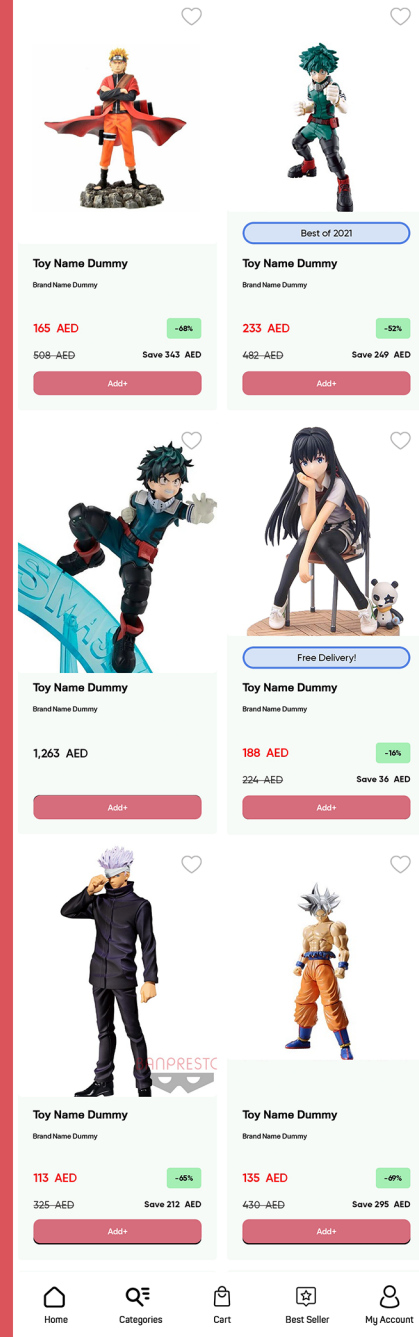 Best of 2021
Toy Name Dummy
Toy Name Dummy
Brand Name Dummy
Brand Name Dummy
165 AED
-68%
233 AED
-52%
508 AED
Save 343 AED
482 AED
Save 249 AED
Add+
Add+
SMASH
Free Delivery!
Toy Name Dummy
Toy Name Dummy
Brand Name Dummy
Brand Name Dummy
1,263 AED
188 AED
-16%
224 AED
Save 36 AED
Add+
Add+
BANPRESTO
Toy Name Dummy
Toy Name Dummy
Brand Name Dummy
Brand Name Dummy
113 AED
-65%
135 AED
-69%
325 AED
Save 212 AED
430 AED
Save 295 AED
Add+
Add+
Home
Categories
Cart
Best Seller
My Account